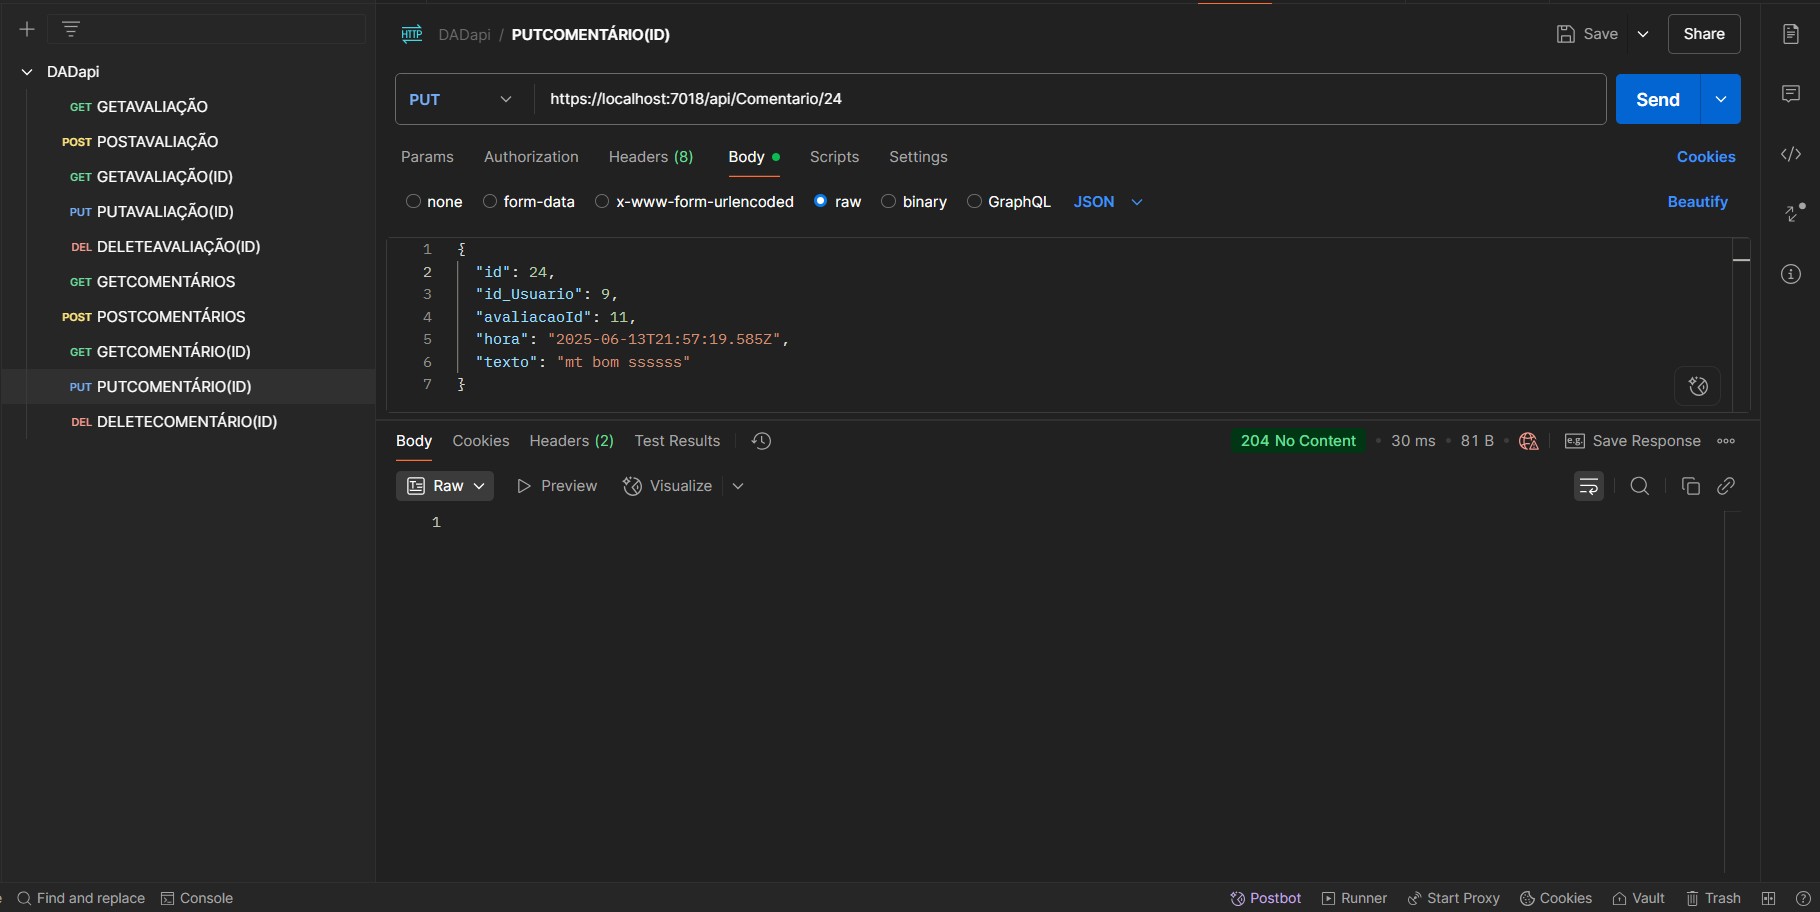 HTTP DADapi / PUTCOMENTÁRIO(ID) Save Share
DADapi
GET GETAVALIAÇÃO
POST POSTAVALIAÇÃO
GET GETAVALIAÇÃO(ID)
PUT PUTAVALIAÇÃO(ID)
DEL DELETEAVALIAÇÃO(ID)
GET GETCOMENTÁRIOS
POST POSTCOMENTÁRIOS
GET GETCOMENTÁRIO(ID)
PUT PUTCOMENTÁRIO(ID)
DEL DELETECOMENTÁRIO(ID)
PUT https://localhost:7018/api/Comentario/24 Send
Params Authorization Headers (8) Body Scripts Settings Cookies
none form-data x-www-form-urlencoded raw binary GraphQL JSON Beautify
1 {
2 "id": 24,
3 "id_Usuario": 9,
4 "avaliacaoId": 11,
5 "hora": "2025-06-13T21:57:19.585Z",
6 "texto": "mt bom ssssss"
7 }
Body Cookies Headers (2) Test Results 204 No Content • 30 ms • 81 B • e.g. Save Response
Raw Preview Visualize
1
Find and replace Console Postbot Runner Start Proxy Cookies Vault Trash